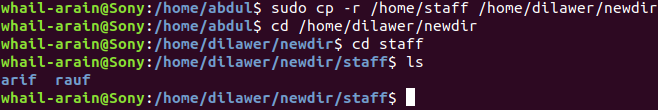 whail-arain@Sony:/home/abdul$ sudo cp -r /home/staff /home/dilawer/newdir
whail-arain@Sony:/home/abdul$ cd /home/dilawer/newdir
whail-arain@Sony:/home/dilawer/newdir$ cd staff
whail-arain@Sony:/home/dilawer/newdir/staff$ ls
arif  rauf
whail-arain@Sony:/home/dilawer/newdir/staff$